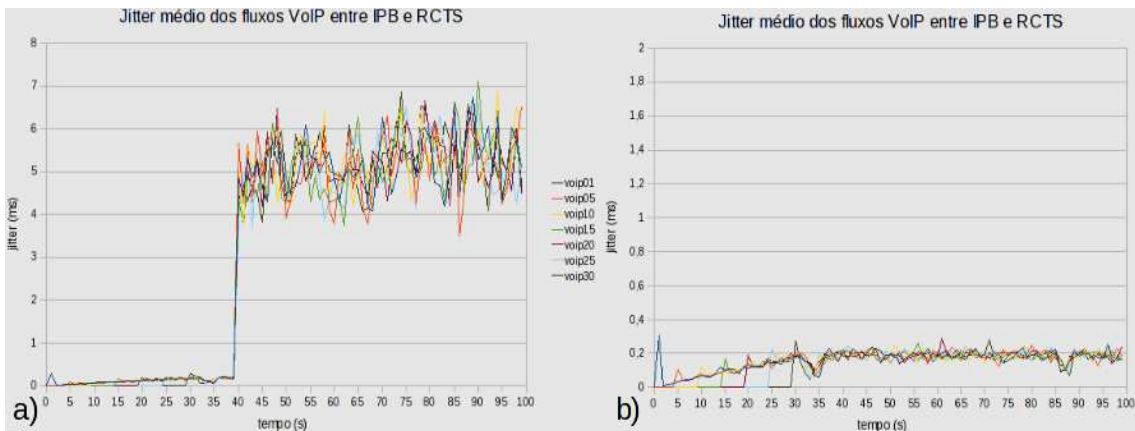 Jitter médio dos fluxos VoIP entre IPB e RCTS
8
7
6
5
4
3
2
1
0
jitter (ms)
0 5 10 15 20 25 30 35 40 45 50 55 60 65 70 75 80 85 90 95 100
tempo (s)
a)
voip01
voip05
voip10
voip15
voip20
voip25
voip30
Jitter médio dos fluxos VoIP entre IPB e RCTS
2
1,8
1,6
1,4
1,2
1
0,8
0,6
0,4
0,2
0
jitter (ms)
0 5 10 15 20 25 30 35 40 45 50 55 60 65 70 75 80 85 90 95 100
tempo (s)
b)